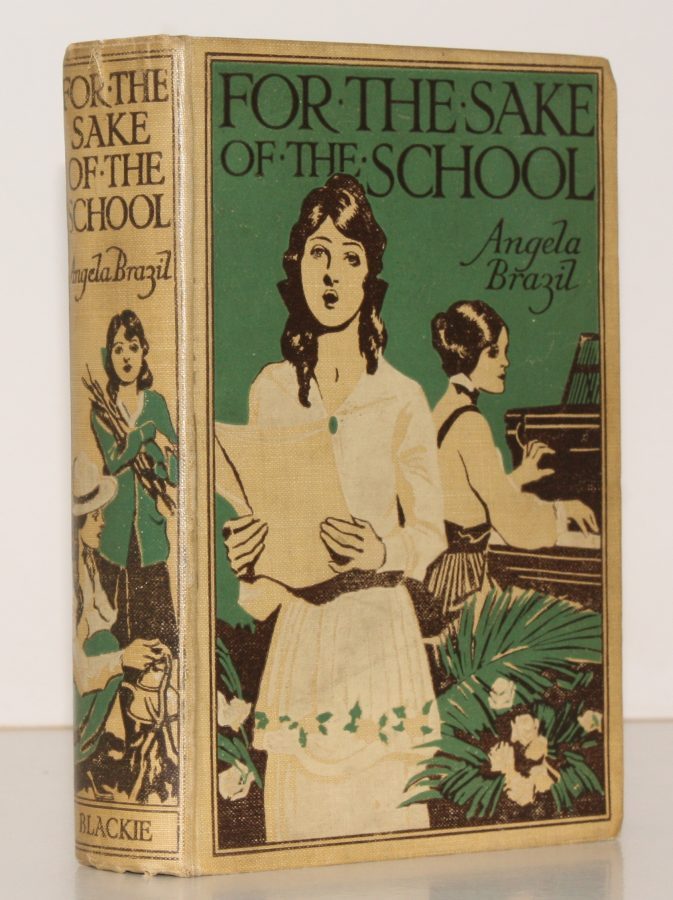 FOR·THE
SAKE
OF·THE
SCHOOL
Angela Brazil
BLACKIE
FOR·THE·SAKE
OF·THE·SCHOOL
Angela
Brazil